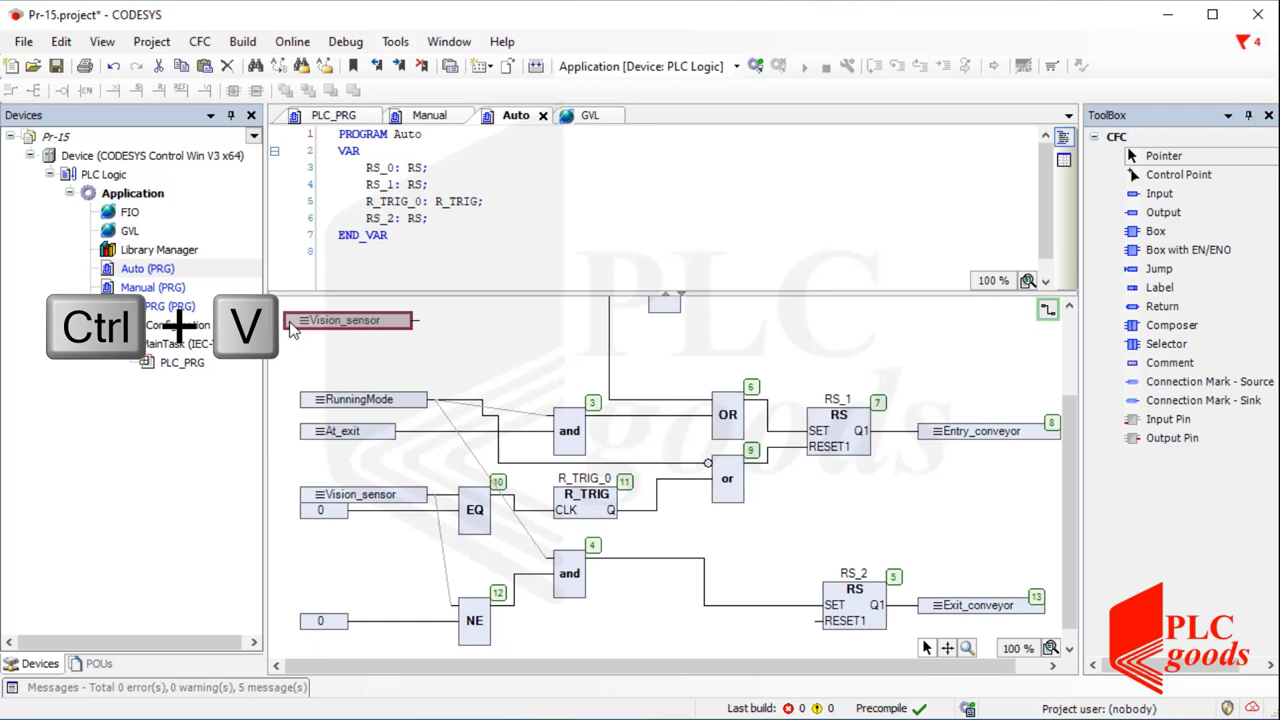 Pr-15.project* - CODESYS
File Edit View Project CFC Build Online Debug Tools Window Help
4
Application [Device: PLC Logic]
Devices
PLC_PRG Manual Auto GVL
ToolBox
Pr-15
Device (CODESYS Control Win V3 x64)
PLC Logic
Application
FIO
GVL
Library Manager
Auto (PRG)
Manual (PRG)
PRG (PRG)
MainTask (IEC-
PLC_PRG
Ctrl + V
1 PROGRAM Auto
2 VAR
3 RS_0: RS;
4 RS_1: RS;
5 R_TRIG_0: R_TRIG;
6 RS_2: RS;
7 END_VAR
8
100 %
Vision_sensor
RunningMode
At_exit
3
and
6
OR
RS_1
7
RS
SET Q1
RESET1
8
Entry_conveyor
9
or
Vision_sensor
0
10
EQ
R_TRIG_0
11
R_TRIG
CLK Q
4
and
0
12
NE
RS_2
5
RS
SET Q1
RESET1
13
Exit_conveyor
100 %
CFC
Pointer
Control Point
Input
Output
Box
Box with EN/ENO
Jump
Label
Return
Composer
Selector
Comment
Connection Mark - Source
Connection Mark - Sink
Input Pin
Output Pin
PLC
goods
PLC
goods
Devices POUs
Messages - Total 0 error(s), 0 warning(s), 5 message(s)
Last build: 0 0 Precompile Project user: (nobody)